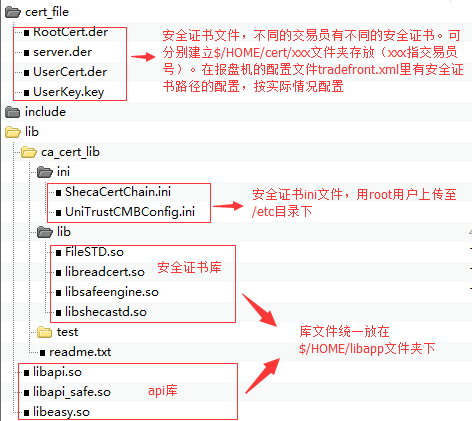 cert_file
RootCert.der
server.der
UserCert.der
UserKey.key
安全证书文件，不同的交易员有不同的安全证书。可
分别建立$/HOME/cert/xxx文件夹存放（xxx指交易员
号）。在报盘机的配置文件tradefront.xml里有安全证
书路径的配置，按实际情况配置
include
lib
ca_cert_lib
ini
ShecaCertChain.ini
UniTrustCMBConfig.ini
安全证书ini文件，用root用户上传至
/etc目录下
lib
FileSTD.so
libreadcert.so
libsafeengine.so
libshecastd.so
安全证书库
test
readme.txt
库文件统一放在
$/HOME/libapp文件夹下
libapi.so
libapi_safe.so
libeasy.so
api库